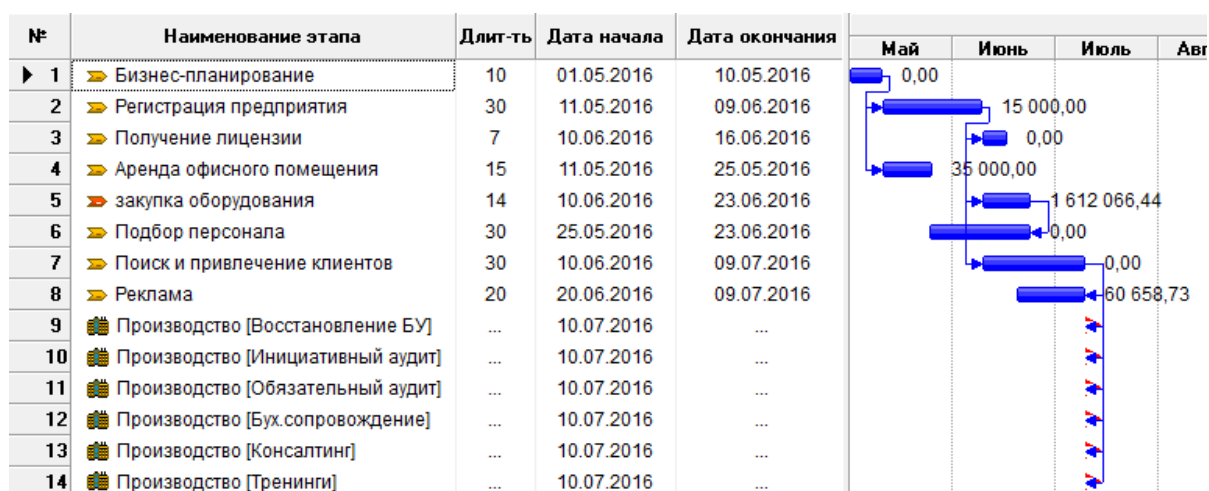 № Наименование этапа Длит-ть Дата начала Дата окончания
Май Июнь Июль Авг
1 Бизнес-планирование 10 01.05.2016 10.05.2016 0,00
2 Регистрация предприятия 30 11.05.2016 09.06.2016 15 000,00
3 Получение лицензии 7 10.06.2016 16.06.2016 0,00
4 Аренда офисного помещения 15 11.05.2016 25.05.2016 35 000,00
5 закупка оборудования 14 10.06.2016 23.06.2016 1 612 066,44
6 Подбор персонала 30 25.05.2016 23.06.2016 0,00
7 Поиск и привлечение клиентов 30 10.06.2016 09.07.2016 0,00
8 Реклама 20 20.06.2016 09.07.2016 60 658,73
9 Производство [Восстановление БУ] ... 10.07.2016 ...
10 Производство [Инициативный аудит] ... 10.07.2016 ...
11 Производство [Обязательный аудит] ... 10.07.2016 ...
12 Производство [Бух.сопровождение] ... 10.07.2016 ...
13 Производство [Консалтинг] ... 10.07.2016 ...
14 Производство [Тренинги] ... 10.07.2016 ...